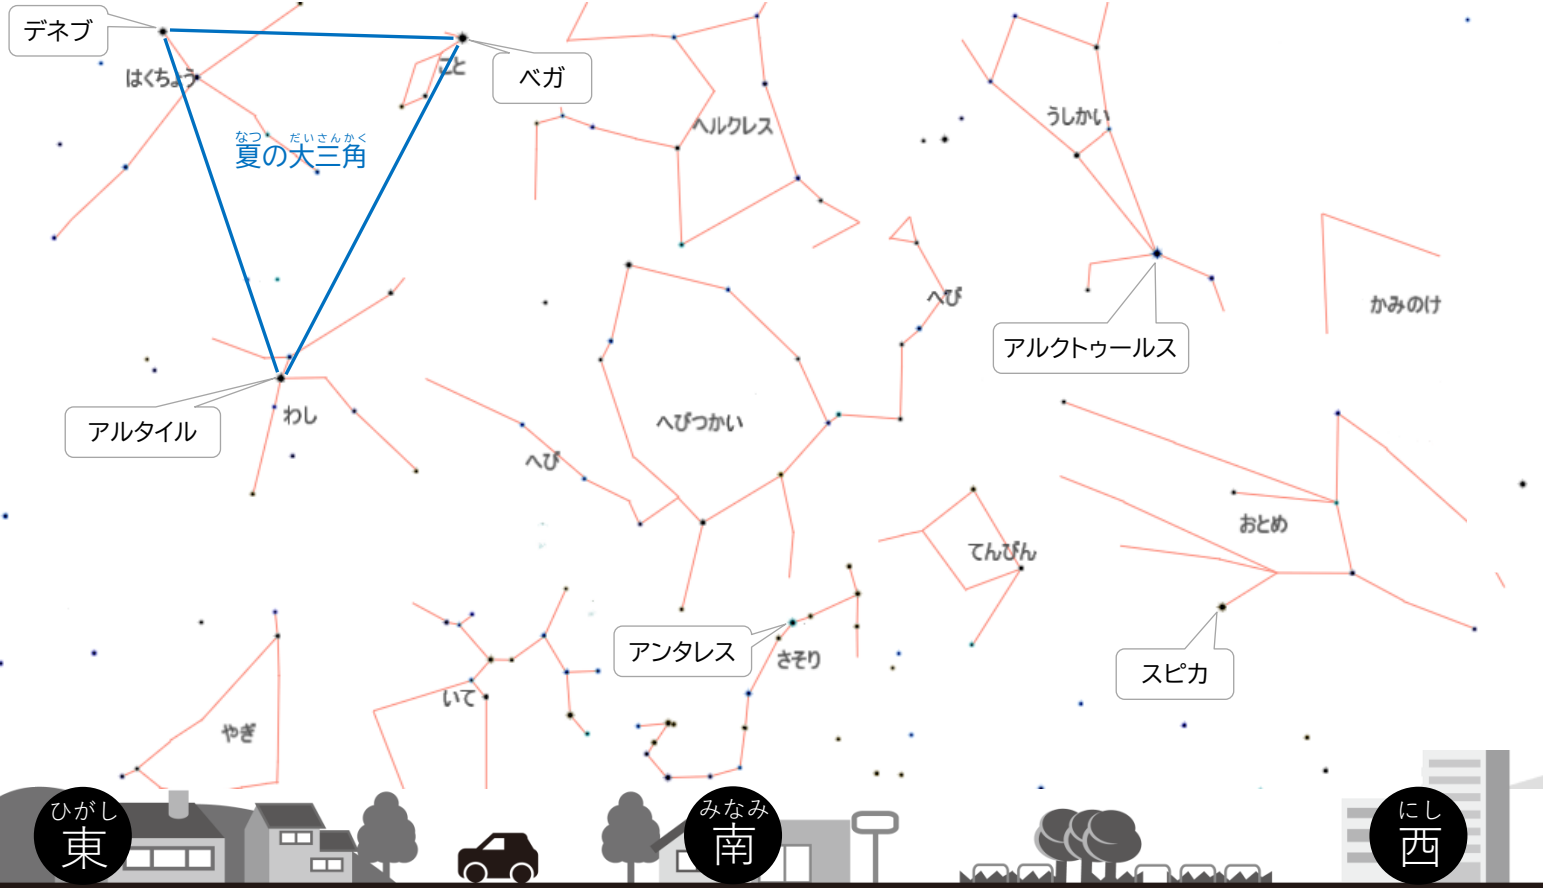 デネブ
はくちょう
こと
ベガ
ヘルクレス
うしかい
なつ だいさんかく
夏の大三角
へび
かみのけ
アルクトゥールス
アルタイル
わし
へび
へびつかい
てんびん
おとめ
アンタレス
さそり
スピカ
いて
やぎ
ひがし
東
みなみ
南
にし
西